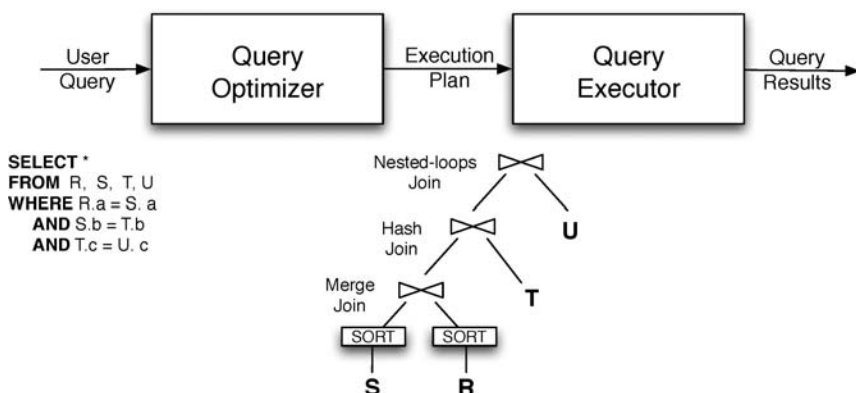 User
Query
Query
Optimizer
Execution
Plan
Query
Executor
Query
Results
SELECT *
FROM R, S, T, U
WHERE R.a = S. a
AND S.b = T.b
AND T.c = U. c
Nested-loops
Join
Hash
Join
Merge
Join
U
T
SORT SORT
S R